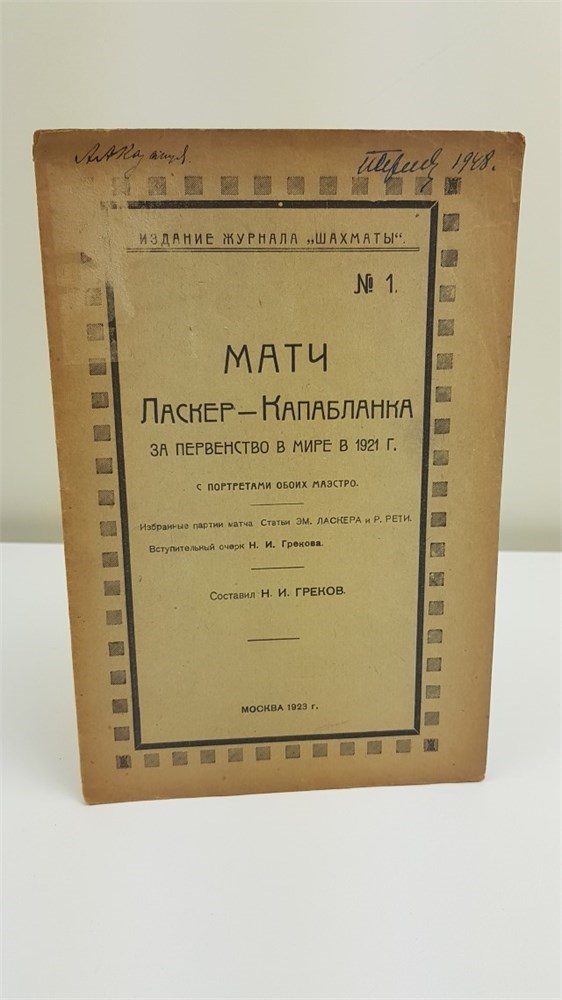 1948.
ИЗДАНИЕ ЖУРНАЛА „ШАХМАТЫ“.
№ 1.
МАТЧ
ЛАСКЕР—КАПАБЛАНКА
ЗА ПЕРВЕНСТВО В МИРЕ В 1921 Г.
С ПОРТРЕТАМИ ОБОИХ МАЭСТРО.
Избранные партии матча. Статьи ЭМ. ЛАСКЕРА и Р. РЕТИ.
Вступительный очерк Н. И. Грекова.
Составил Н. И. ГРЕКОВ.
МОСКВА 1923 г.